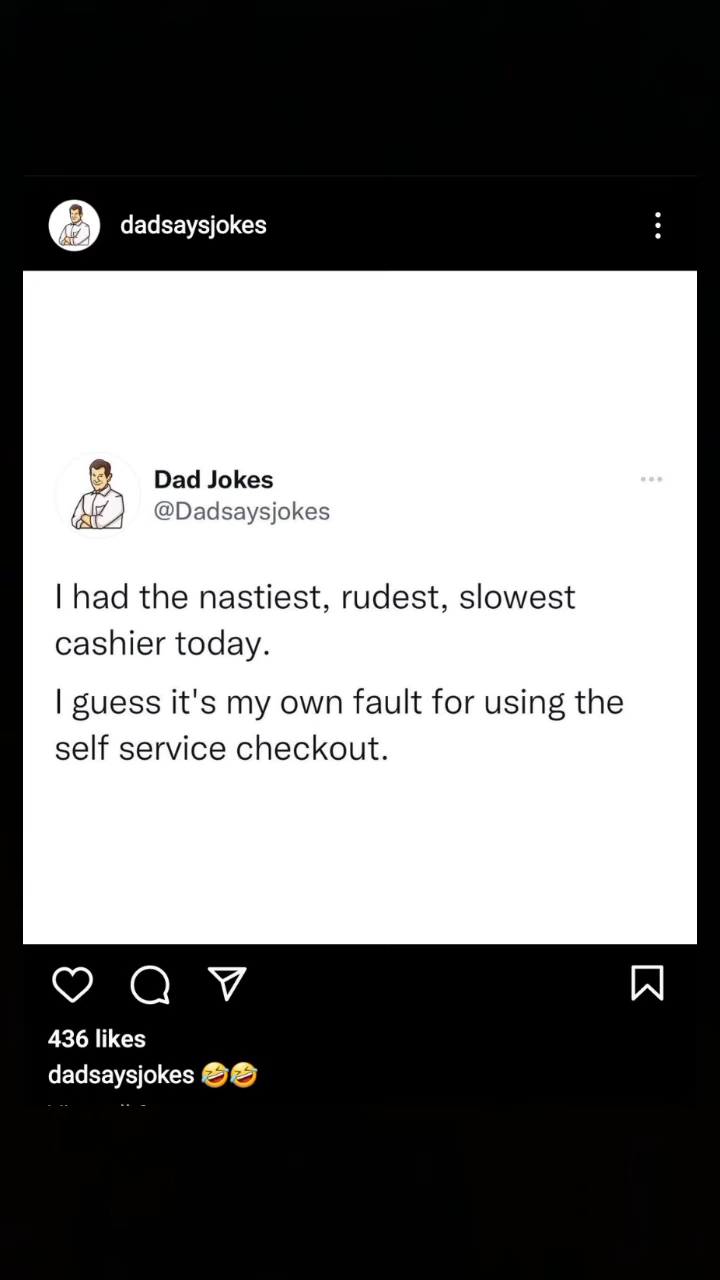 dadsaysjokes
Dad Jokes
@Dadsaysjokes
I had the nastiest, rudest, slowest
cashier today.
I guess it's my own fault for using the
self service checkout.
436 likes
dadsaysjokes 🤣🤣